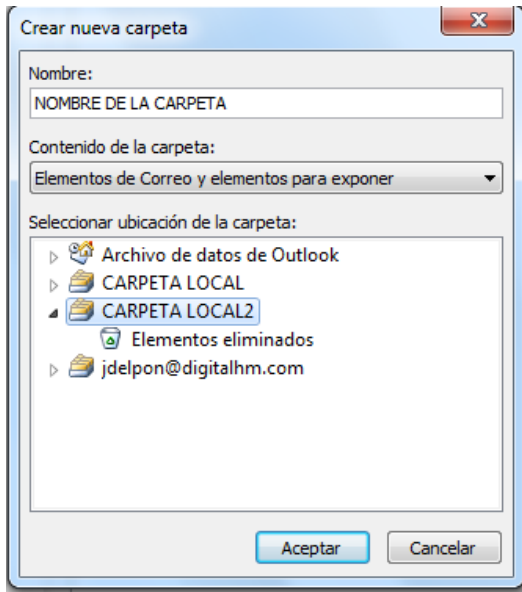 Crear nueva carpeta
Nombre:
NOMBRE DE LA CARPETA
Contenido de la carpeta:
Elementos de Correo y elementos para exponer
Seleccionar ubicación de la carpeta:
Archivo de datos de Outlook
CARPETA LOCAL
CARPETA LOCAL2
Elementos eliminados
jdelpon@digitalhm.com
Aceptar Cancelar